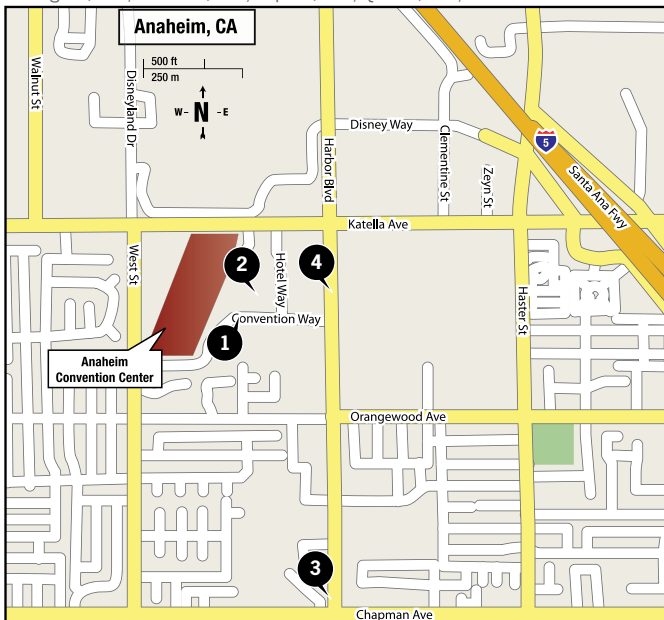 Anaheim, CA
500 ft
250 m
W- N -E
Walnut St
Disneyland Dr
Harbor Blvd
Disney Way
Clementine St
Zeyn St
5
Santa Ana Fwy
Katella Ave
West St
2
Hotel Way
4
Haster St
Convention Way
1
Anaheim
Convention Center
Orangewood Ave
3
Chapman Ave